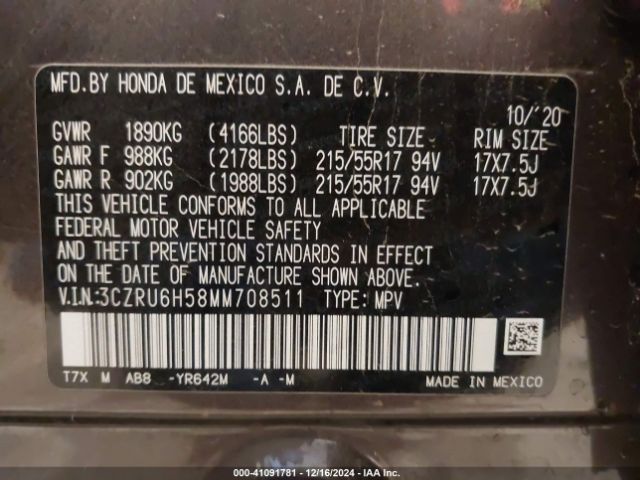 MFD.BY HONDA DE MEXICO S.A. DE C.V.
10/'20
GVWR 1890KG (4166LBS) TIRE SIZE RIM SIZE
GAWR F 988KG (2178LBS) 215/55R17 94V 17X7.5J
GAWR R 902KG (1988LBS) 215/55R17 94V 17X7.5J
THIS VEHICLE CONFORMS TO ALL APPLICABLE
FEDERAL MOTOR VEHICLE SAFETY
AND THEFT PREVENTION STANDARDS IN EFFECT
ON THE DATE OF MANUFACTURE SHOWN ABOVE.
V.I.N.:3CZRU6H58MM708511 TYPE: MPV
T7X M AB8 -YR642M -A -M MADE IN MEXICO
000-41091781 - 12/16/2024 - IAA Inc.